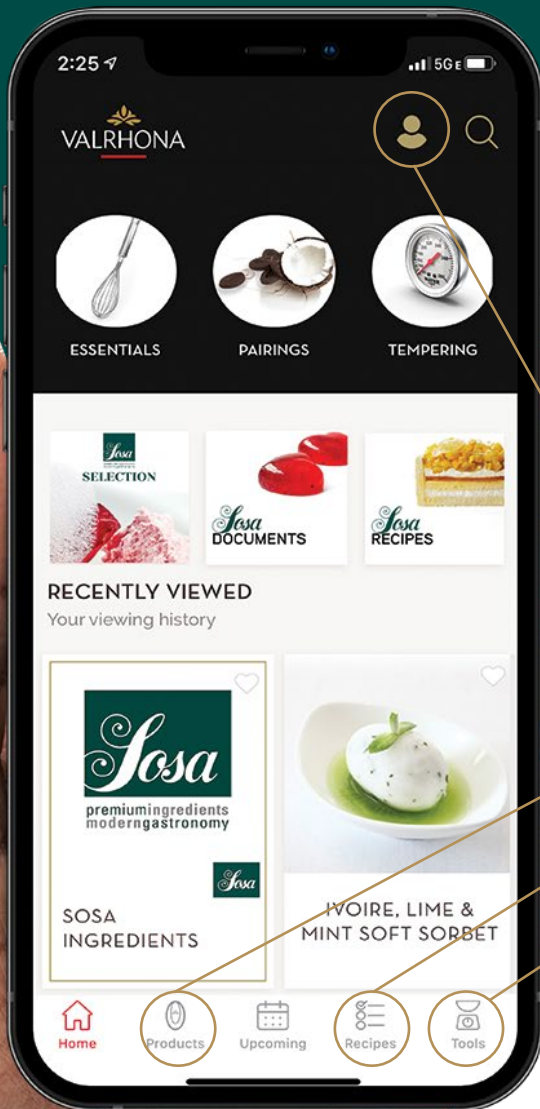 2:25
5G E
VALRHONA
ESSENTIALS
PAIRINGS
TEMPERING
Sosa
SELECTION
Sosa
DOCUMENTS
Sosa
RECIPES
RECENTLY VIEWED
Your viewing history
Sosa
premiumingredients
moderngastronomy
Sosa
SOSA
INGREDIENTS
IVOIRE, LIME &
MINT SOFT SORBET
Home
Products
Upcoming
Recipes
Tools